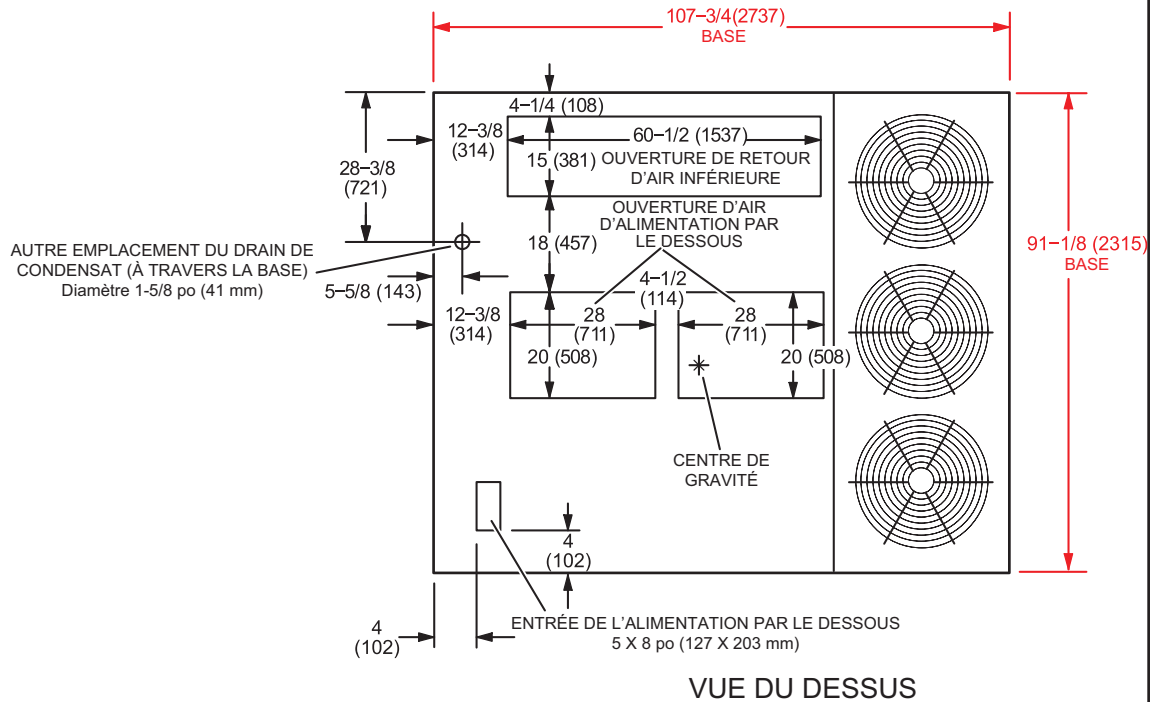 107–3/4(2737)
BASE
4–1/4 (108)
12–3/8
(314)
60–1/2 (1537)
28–3/8
(721)
15 (381)
OUVERTURE DE RETOUR
D'AIR INFÉRIEURE
OUVERTURE D'AIR
D'ALIMENTATION PAR
LE DESSOUS
18 (457)
91–1/8 (2315)
BASE
AUTRE EMPLACEMENT DU DRAIN DE
CONDENSAT (À TRAVERS LA BASE)
Diamètre 1-5/8 po (41 mm)
5–5/8 (143)
4–1/2
(114)
12–3/8
(314)
28
(711)
28
(711)
20 (508)
20 (508)
CENTRE DE
GRAVITÉ
4
(102)
4
(102)
ENTRÉE DE L'ALIMENTATION PAR LE DESSOUS
5 X 8 po (127 X 203 mm)
VUE DU DESSUS